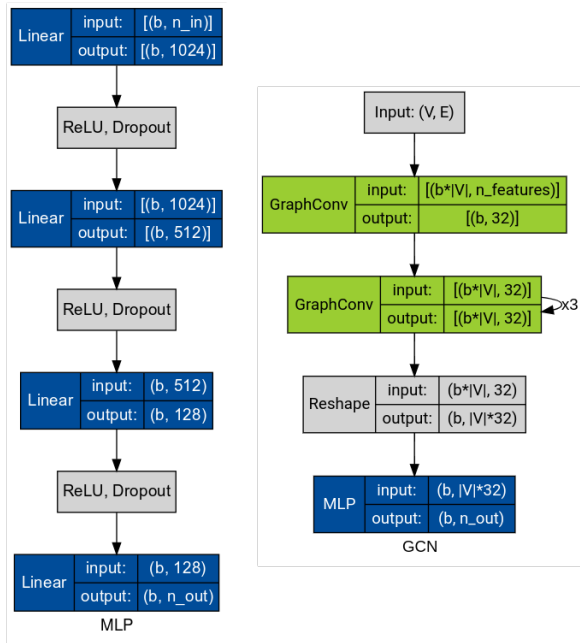 Linear
input: [(b, n_in)]
output: [(b, 1024)]
ReLU, Dropout
Linear
input: [(b, 1024)]
output: [(b, 512)]
ReLU, Dropout
Linear
input: (b, 512)
output: (b, 128)
ReLU, Dropout
Linear
input: (b, 128)
output: (b, n_out)
MLP
Input: (V, E)
GraphConv
input: [(b*|V|, n_features)]
output: [(b, 32)]
GraphConv
input: [(b*|V|, 32)]
output: [(b*|V|, 32)]
x3
Reshape
input: (b*|V|, 32)
output: (b, |V|*32)
MLP
input: (b, |V|*32)
output: (b, n_out)
GCN